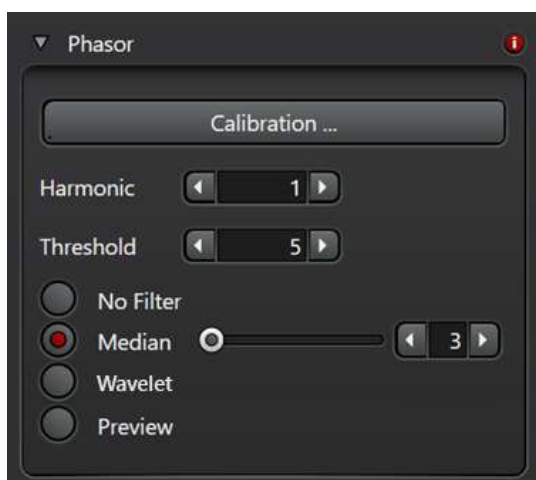 Phasor
Calibration ...
Harmonic 1
Threshold 5
No Filter
Median 3
Wavelet
Preview